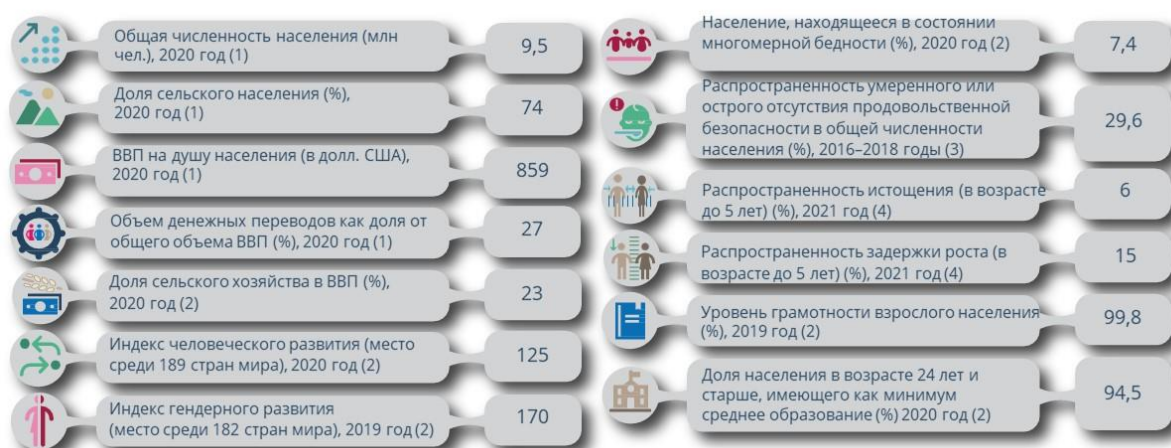 Общая численность населения (млн
чел.), 2020 год (1)
9,5
Доля сельского населения (%),
2020 год (1)
74
ВВП на душу населения (в долл. США),
2020 год (1)
859
Объем денежных переводов как доля от
общего объема ВВП (%), 2020 год (1)
27
Доля сельского хозяйства в ВВП (%),
2020 год (2)
23
Индекс человеческого развития (место
среди 189 стран мира), 2020 год (2)
125
Индекс гендерного развития
(место среди 182 стран мира), 2019 год (2)
170
Население, находящееся в состоянии
многомерной бедности (%), 2020 год (2)
7,4
Распространенность умеренного или
острого отсутствия продовольственной
безопасности в общей численности
населения (%), 2016–2018 годы (3)
29,6
Распространенность истощения (в возрасте
до 5 лет) (%), 2021 год (4)
6
Распространенность задержки роста (в
возрасте до 5 лет) (%), 2021 год (4)
15
Уровень грамотности взрослого населения
(%), 2019 год (2)
99,8
Доля населения в возрасте 24 лет и
старше, имеющего как минимум
среднее образование (%) 2020 год (2)
94,5